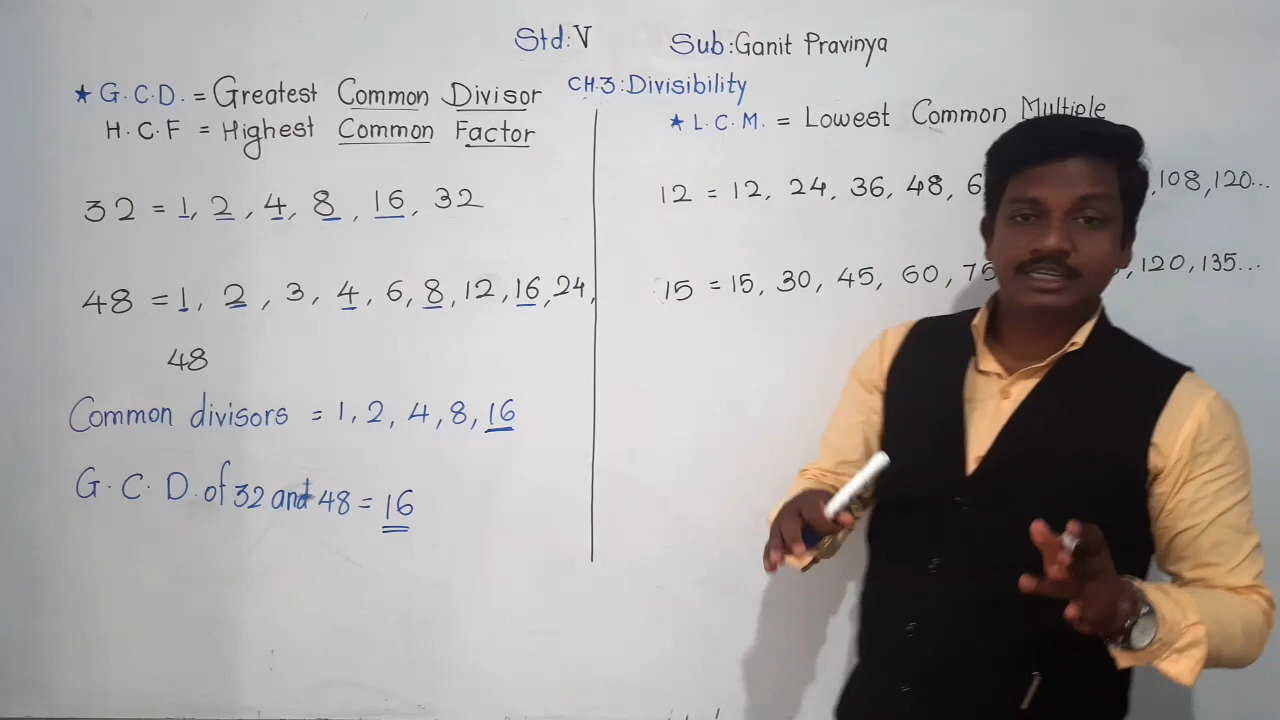 Std: V
Sub: Ganit Pravinya
CH.3: Divisibility
★ G.C.D. = Greatest Common Divisor
H.C.F = Highest Common Factor
32 = 1, 2, 4, 8, 16, 32
48 = 1, 2, 3, 4, 6, 8, 12, 16, 24,
48
Common divisors = 1, 2, 4, 8, 16
G.C.D. of 32 and 48 = 16
★ L.C.M. = Lowest Common Multiple
12 = 12, 24, 36, 48, 6 , 108, 120...
15 = 15, 30, 45, 60, 75 , 120, 135...